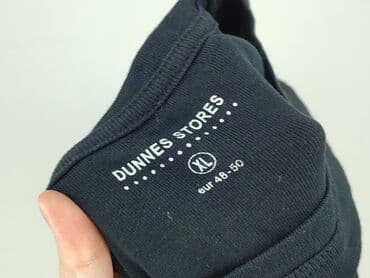 DUNNES STORES
XL
eur 48-50